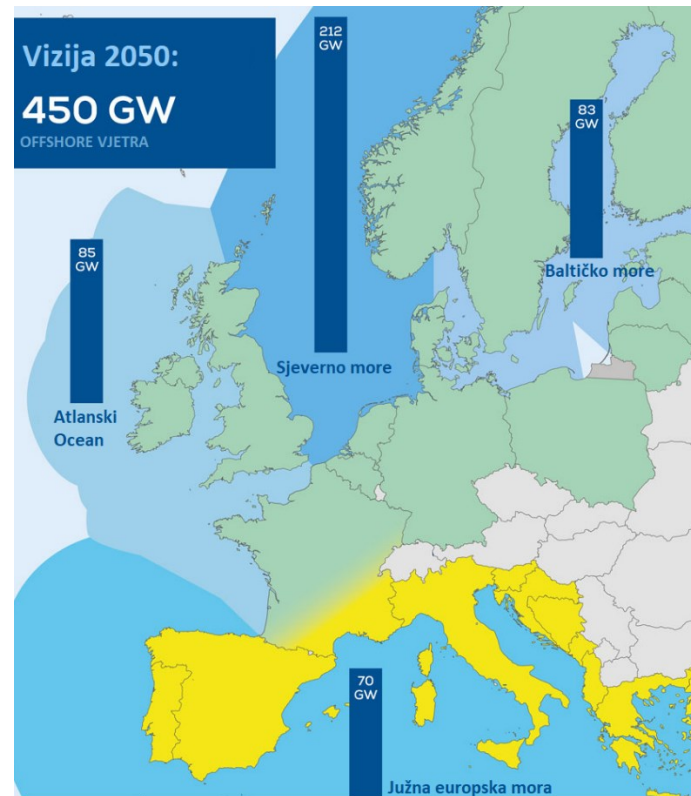 Vizija 2050:
450 GW
OFFSHORE VJETRA
212
GW
83
GW
Baltičko more
85
GW
Sjeverno more
Atlanski
Ocean
70
GW
Južna europska mora